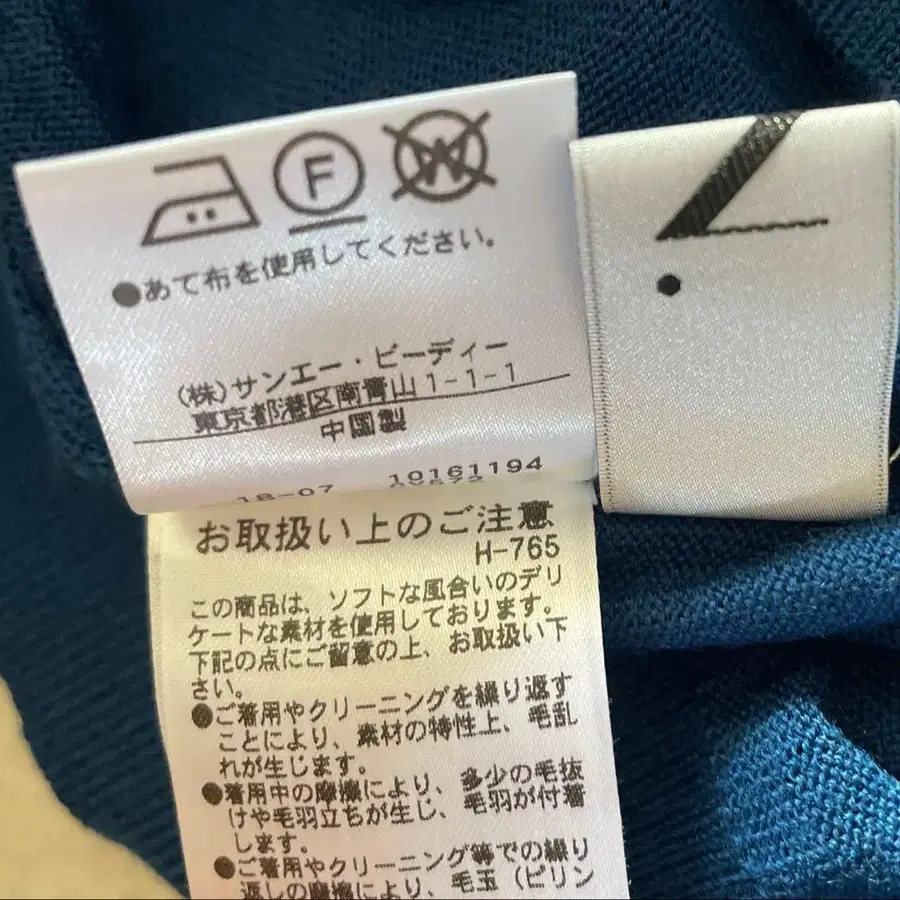 F
W
●あて布を使用してください。
(株)サンエー・ビーディー
東京都港区南青山1-1-1
中国製
18-07 10161194
お取扱い上のご注意
H-765
この商品は、ソフトな風合いのデリ
ケートな素材を使用しております。
下記の点にご留意の上、お取扱い下
さい。
●ご着用やクリーニングを繰り返す
ことにより、素材の特性上、毛乱
れが生じます。
●着用中の摩擦により、多少の毛抜
けや毛羽立ちが生じ、毛羽が付着
します。
●ご着用やクリーニング等での繰り
返しの摩擦により、毛玉(ピリン